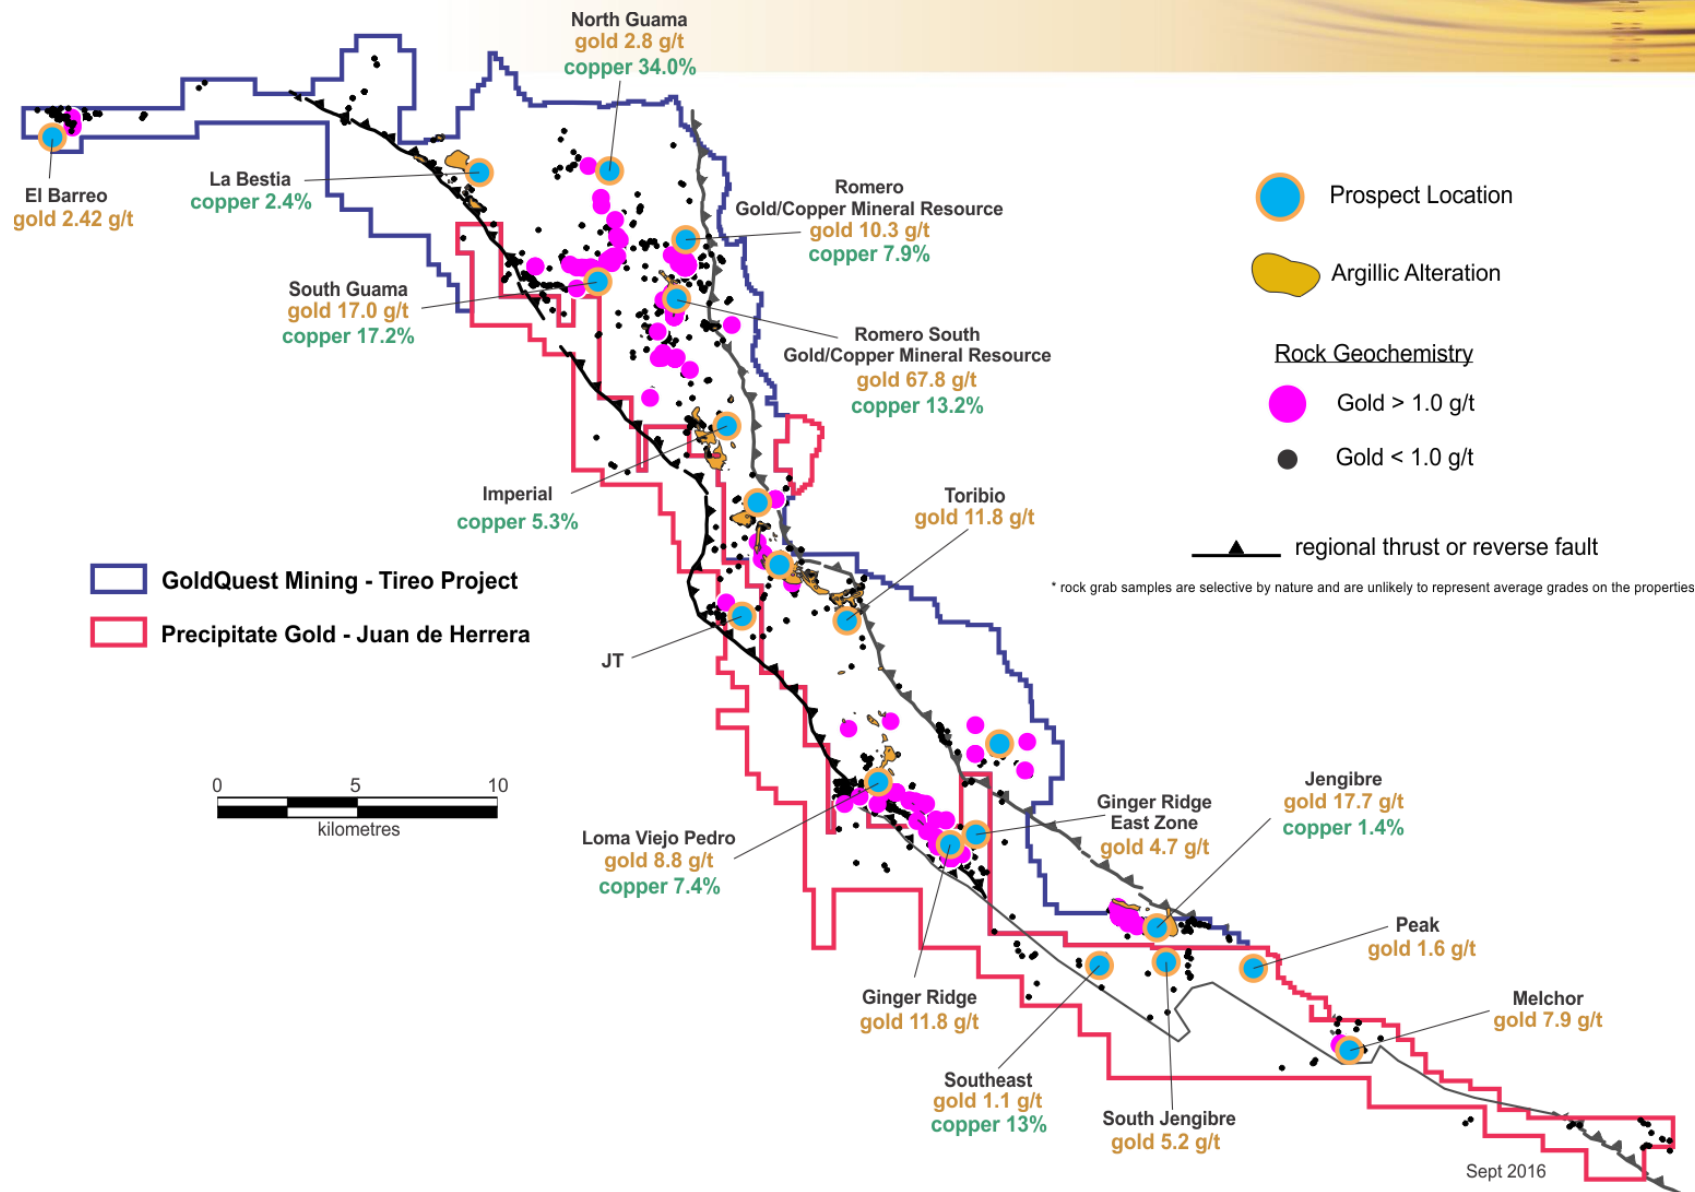 North Guama
gold 2.8 g/t
copper 34.0%
El Barreo
gold 2.42 g/t
La Bestia
copper 2.4%
Romero
Gold/Copper Mineral Resource
gold 10.3 g/t
copper 7.9%
South Guama
gold 17.0 g/t
copper 17.2%
Romero South
Gold/Copper Mineral Resource
gold 67.8 g/t
copper 13.2%
Imperial
copper 5.3%
Toribio
gold 11.8 g/t
JT
Prospect Location
Argillic Alteration
Rock Geochemistry
Gold > 1.0 g/t
Gold < 1.0 g/t
regional thrust or reverse fault
* rock grab samples are selective by nature and are unlikely to represent average grades on the properties
GoldQuest Mining - Tireo Project
Precipitate Gold - Juan de Herrera
0 5 10
kilometres
Loma Viejo Pedro
gold 8.8 g/t
copper 7.4%
Ginger Ridge
East Zone
gold 4.7 g/t
Jengibre
gold 17.7 g/t
copper 1.4%
Peak
gold 1.6 g/t
Ginger Ridge
gold 11.8 g/t
Melchor
gold 7.9 g/t
Southeast
gold 1.1 g/t
copper 13%
South Jengibre
gold 5.2 g/t
Sept 2016